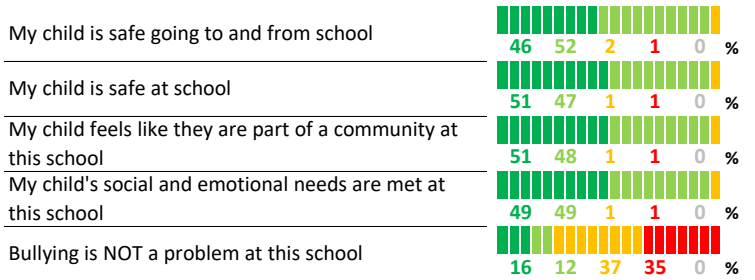 My child is safe going to and from school
46 52 2 1 0 %
My child is safe at school
51 47 1 1 0 %
My child feels like they are part of a community at
this school
51 48 1 1 0 %
My child's social and emotional needs are met at
this school
49 49 1 1 0 %
Bullying is NOT a problem at this school
16 12 37 35 0 %